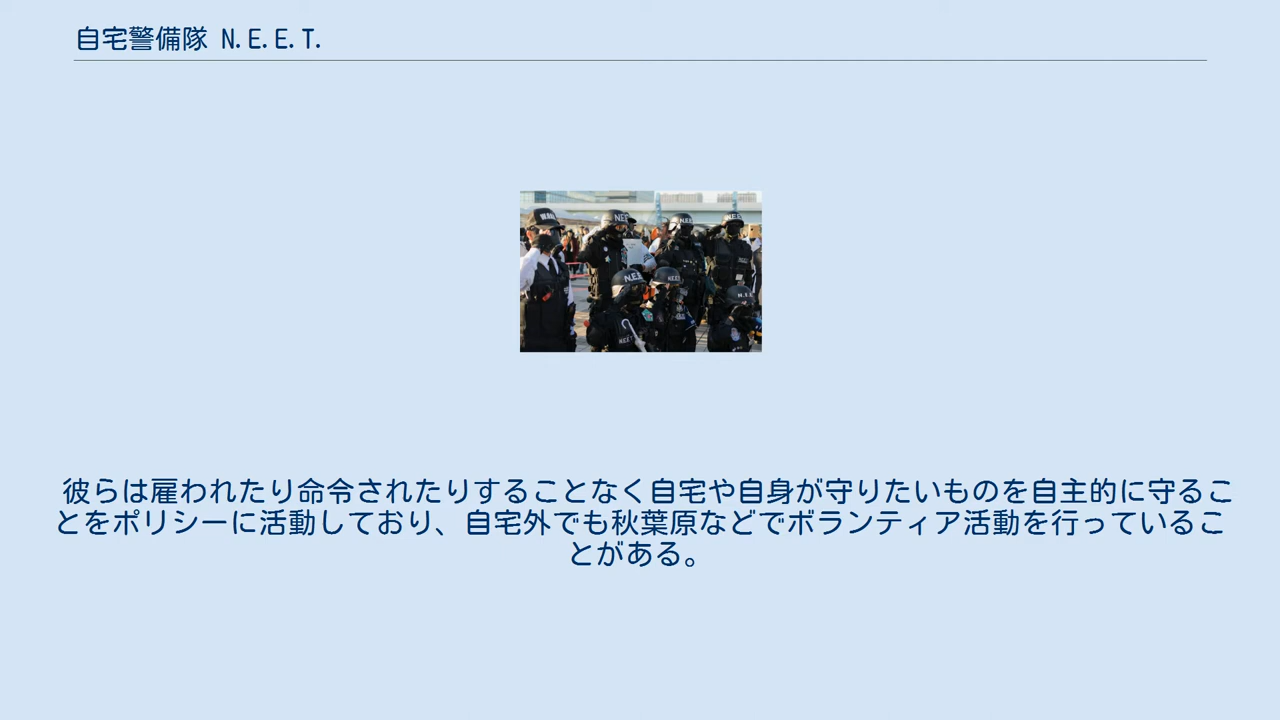 自宅警備隊 N.E.E.T.
NEE
N.EE
NEE
N.EE
N.E.E.T
彼らは雇われたり命令されたりすることなく自宅や自身が守りたいものを自主的に守るこ
とをポリシーに活動しており、自宅外でも秋葉原などでボランティア活動を行っているこ
とがある。